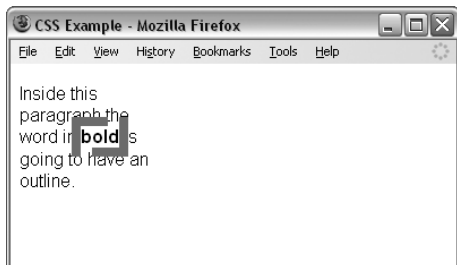 CSS Example - Mozilla Firefox
File Edit View History Bookmarks Tools Help
Inside this
paragraph the
word in bold is
going to have an
outline.